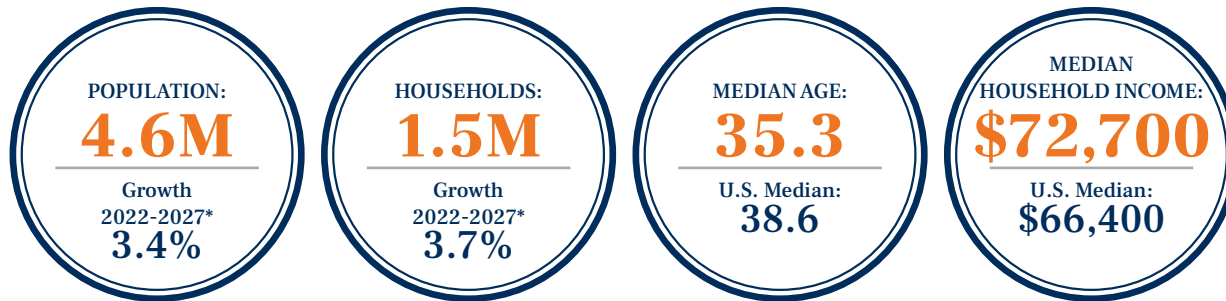 POPULATION:
4.6M
Growth
2022-2027*
3.4%
HOUSEHOLDS:
1.5M
Growth
2022-2027*
3.7%
MEDIAN AGE:
35.3
U.S. Median:
38.6
MEDIAN
HOUSEHOLD INCOME:
$72,700
U.S. Median:
$66,400